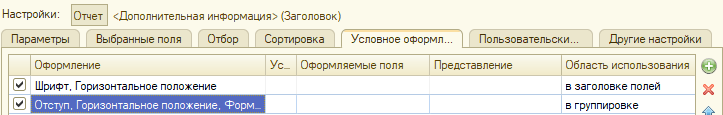 Настройки: Отчет <Дополнительная информация> (Заголовок)
Параметры Выбранные поля Отбор Сортировка Условное оформл... Пользовательски... Другие настройки
Оформление Ус... Оформляемые поля Представление Область использования
Шрифт, Горизонтальное положение в заголовке полей
Отступ, Горизонтальное положение, Форм... в группировке